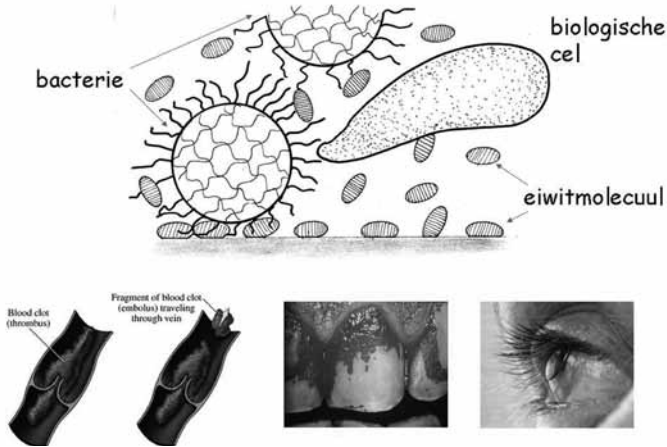 biologische
cel
bacterie
eiwitmolecuul
Fragment of blood clot
(embolus) traveling
through vein
Blood clot
(thrombus)